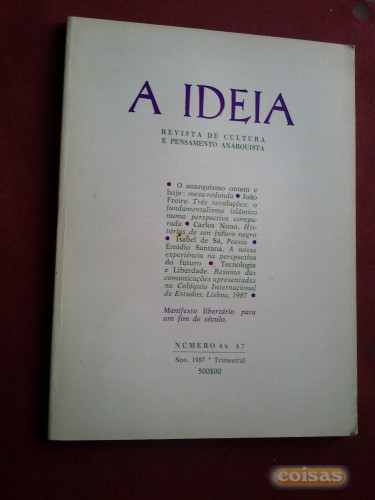 A IDEIA
REVISTA DE CULTURA
E PENSAMENTO ANARQUISTA
• O anarquismo ontem e
hoje: mesa-redonda • João
Freire, Três revoluções: o
fundamentalismo islâmico
numa perspectiva compa-
rada • Carlos Nuno, His-
tórias de um futuro negro
• Isabel de Sá, Poesia •
Emídio Santana, A nossa
experiência na perspectiva
do futuro • Tecnologia
e Liberdade. Resumo das
comunicações apresentadas
no Colóquio Internacional
de Estudos, Lisboa, 1987 •
Manifesto libertário para
um fim de século.
NÚMERO 46/47
Nov. 1987 * Trimestral
500$00
coisas